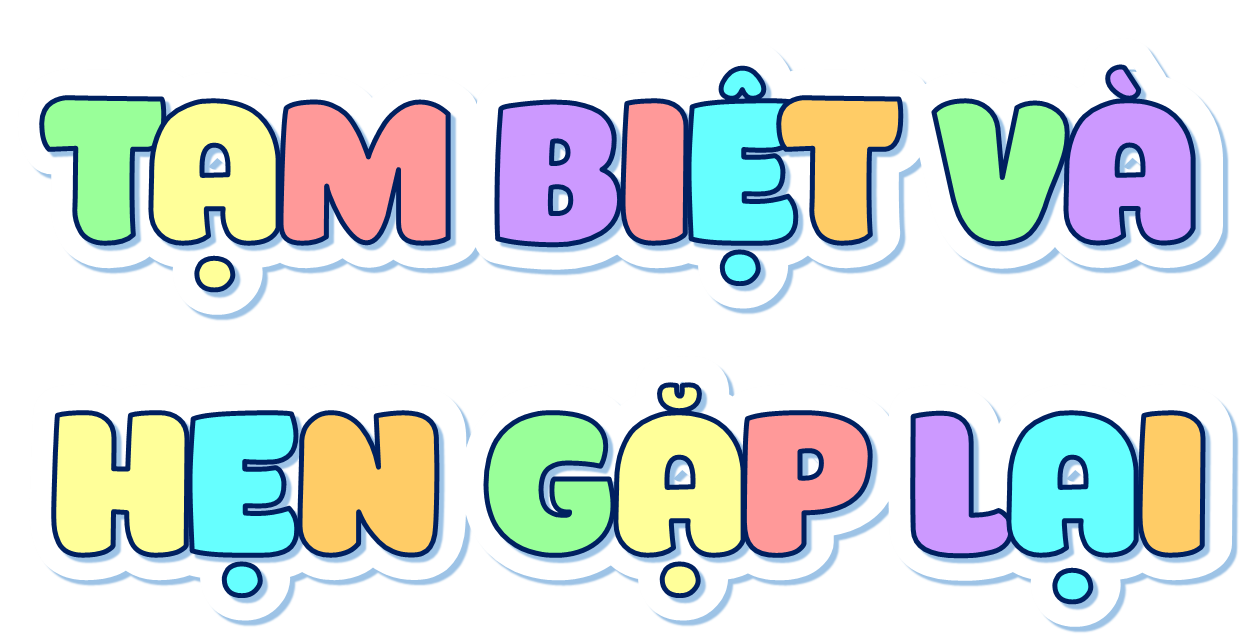 TẠM BIỆT VÀ
HẸN GẶP LẠI